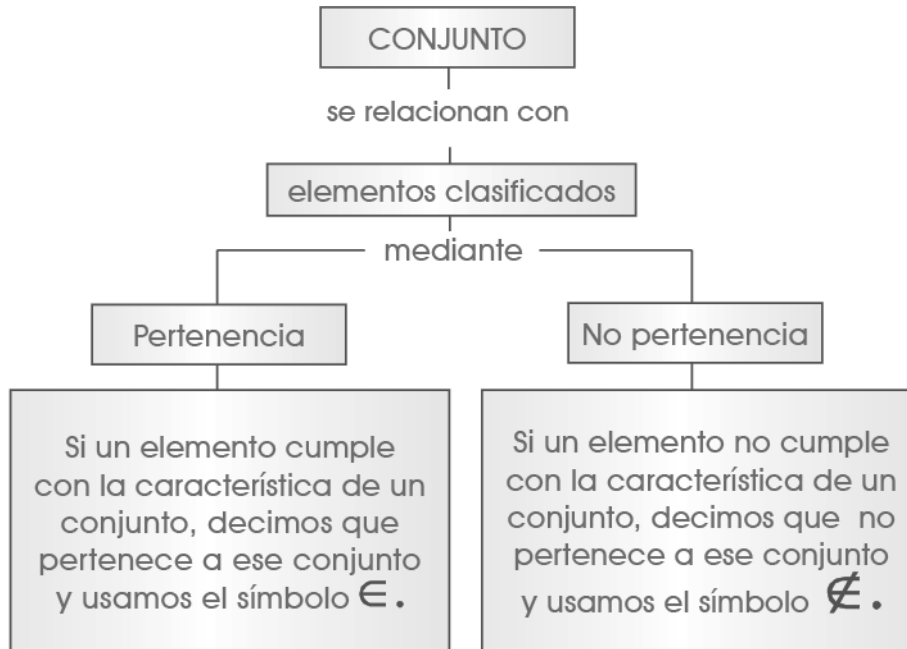 CONJUNTO
se relacionan con
elementos clasificados
mediante
Pertenencia
Si un elemento cumple
con la característica de un
conjunto, decimos que
pertenece a ese conjunto
y usamos el símbolo ∈.
No pertenencia
Si un elemento no cumple
con la característica de un
conjunto, decimos que no
pertenece a ese conjunto
y usamos el símbolo ∉.